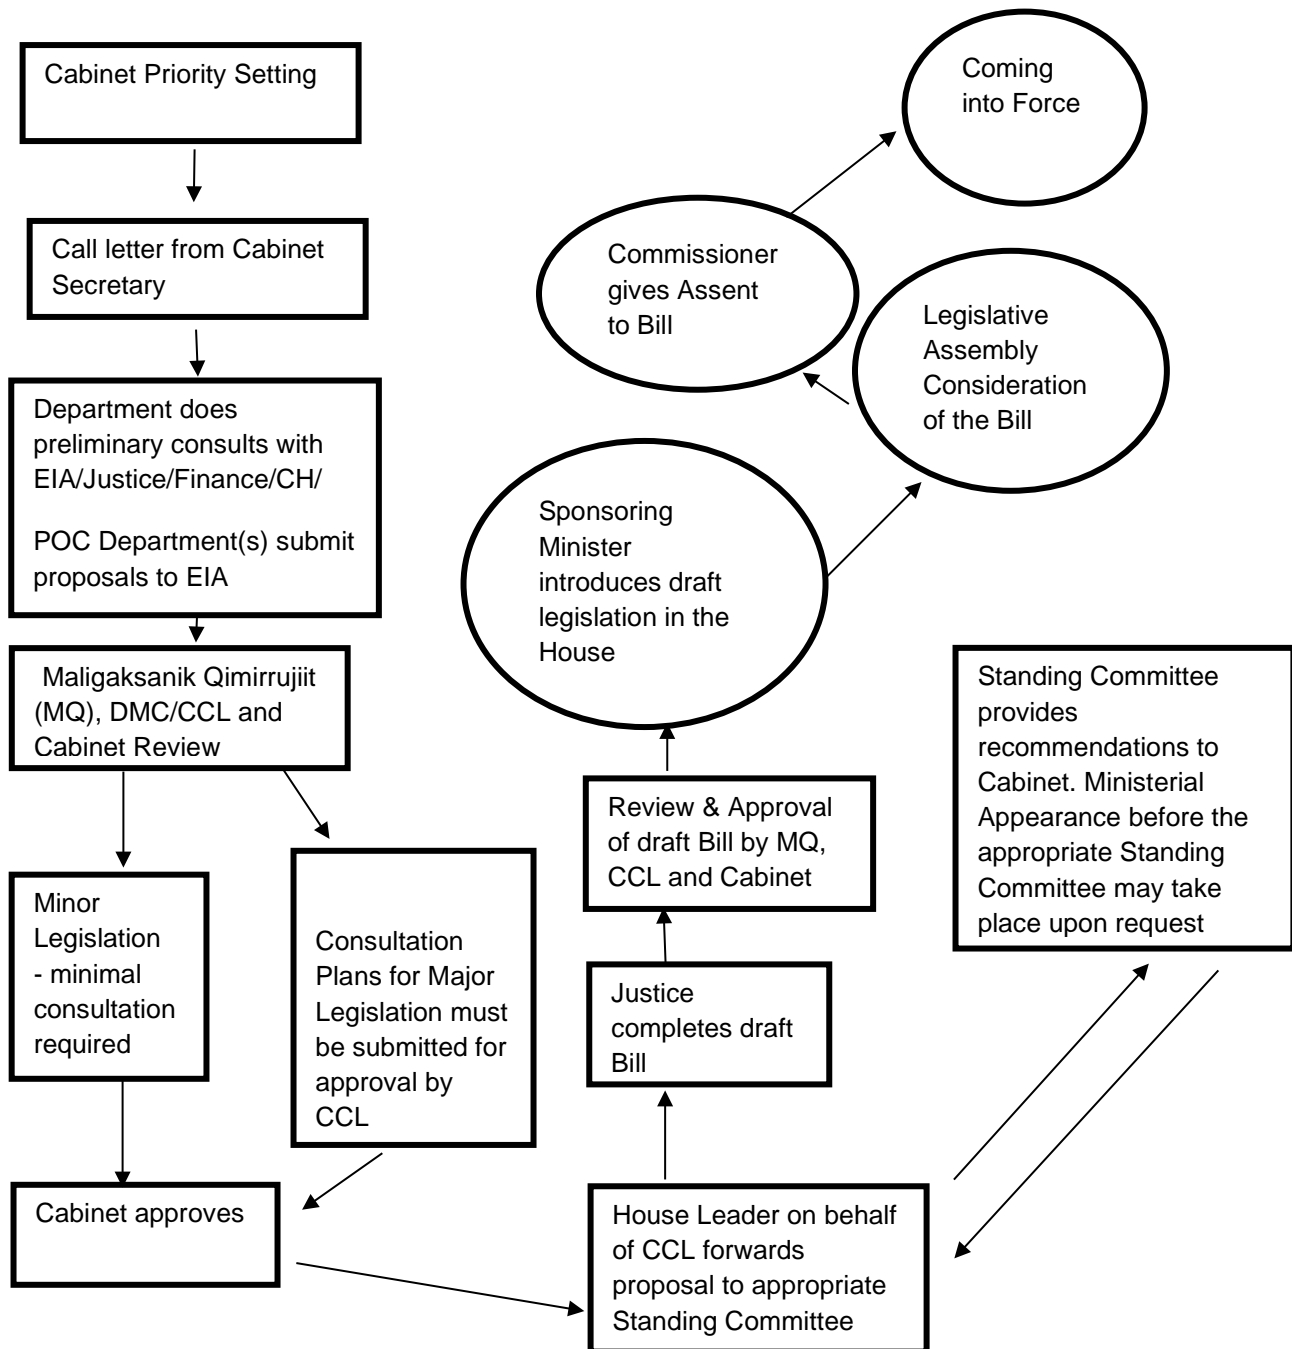 Cabinet Priority Setting
Call letter from Cabinet
Secretary
Department does
preliminary consults with
EIA/Justice/Finance/CH/
POC Department(s) submit
proposals to EIA
Maligaksanik Qimirrujiit
(MQ), DMC/CCL and
Cabinet Review
Minor
Legislation
- minimal
consultation
required
Consultation
Plans for Major
Legislation must
be submitted for
approval by
CCL
Cabinet approves
House Leader on behalf
of CCL forwards
proposal to appropriate
Standing Committee
Standing Committee
provides
recommendations to
Cabinet. Ministerial
Appearance before the
appropriate Standing
Committee may take
place upon request
Justice
completes draft
Bill
Review & Approval
of draft Bill by MQ,
CCL and Cabinet
Sponsoring
Minister
introduces draft
legislation in the
House
Legislative
Assembly
Consideration
of the Bill
Commissioner
gives Assent
to Bill
Coming
into Force